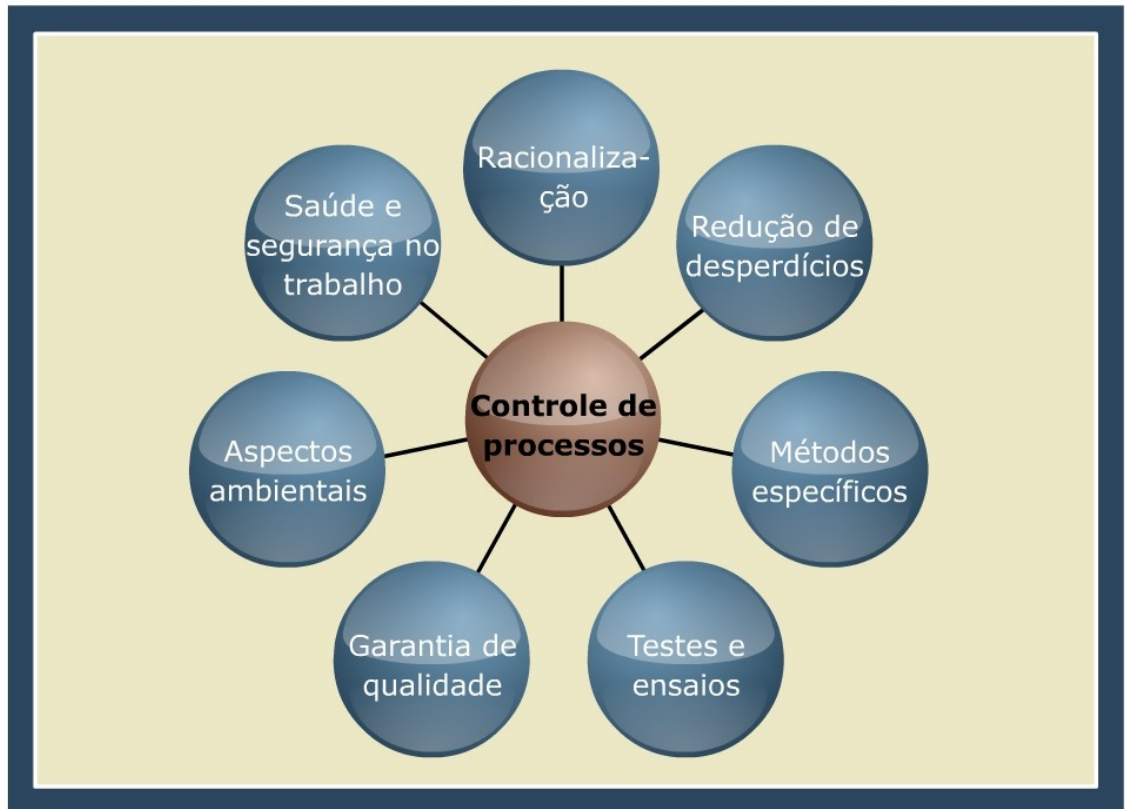 Racionaliza-
ção
Redução de
desperdícios
Métodos
específicos
Testes e
ensaios
Garantia de
qualidade
Aspectos
ambientais
Saúde e
segurança no
trabalho
Controle de
processos